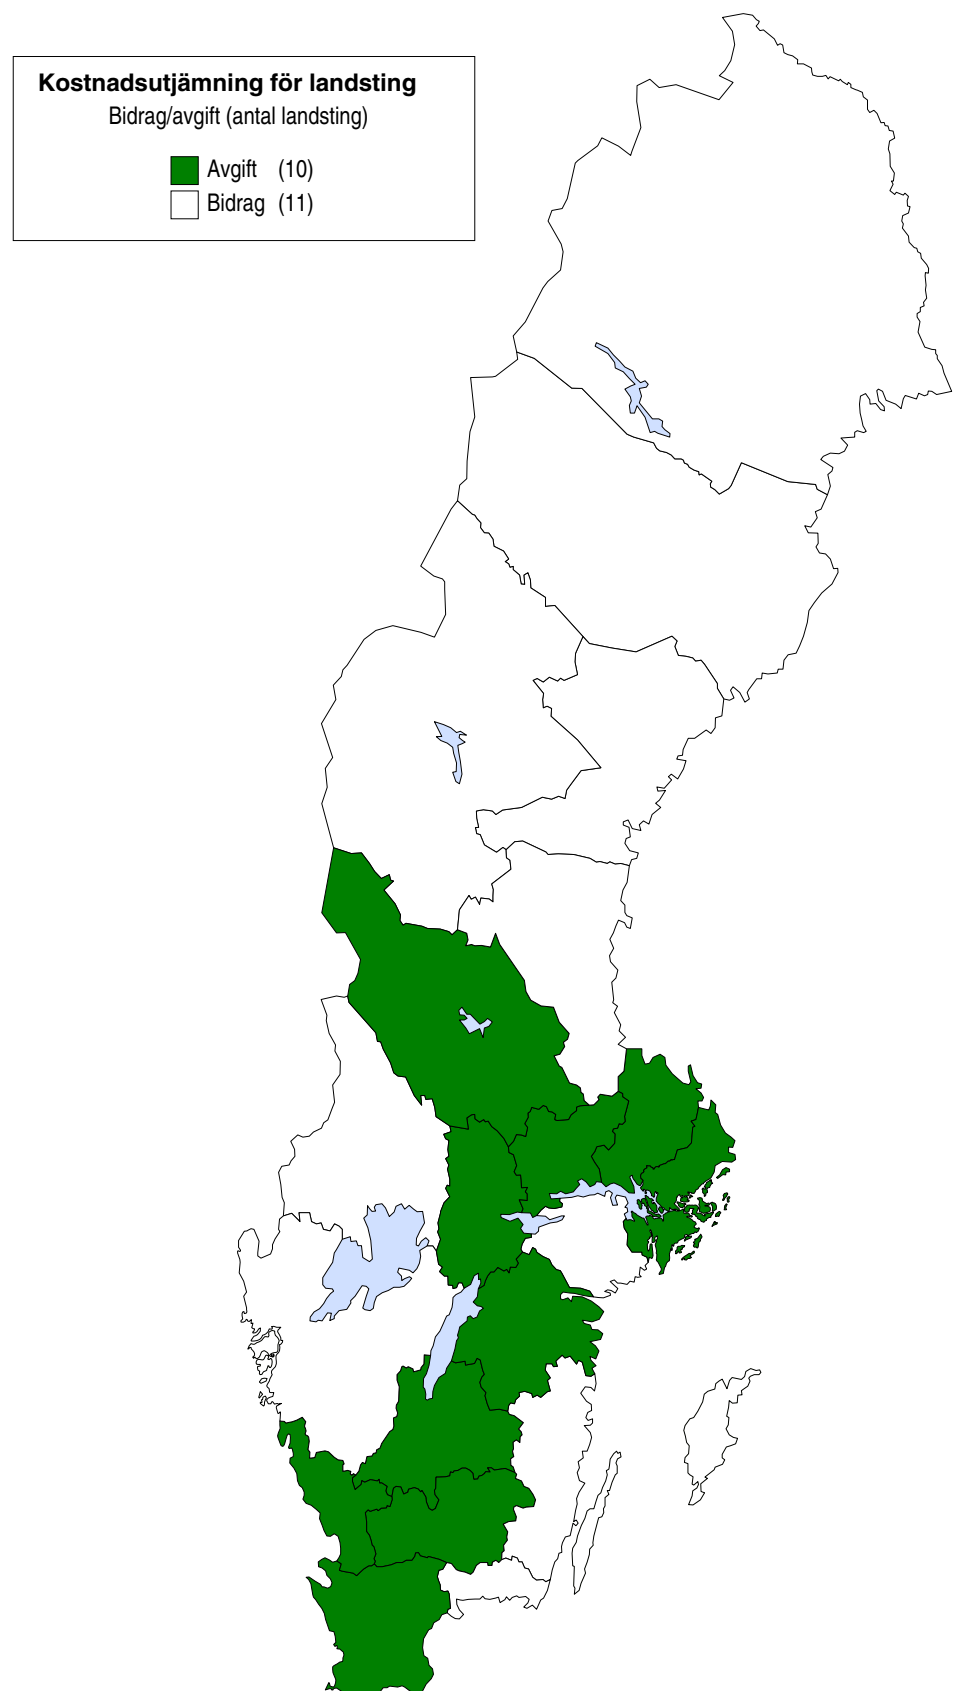 Kostnadsutjämning för landsting
Bidrag/avgift (antal landsting)
Avgift (10)
Bidrag (11)